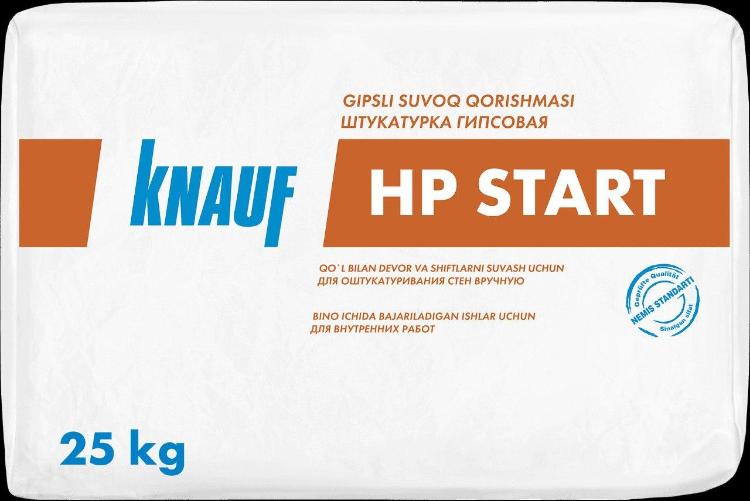 GIPSLI SUVOQ QORISHMASI
ШТУКАТУРКА ГИПСОВАЯ
KNAUF
HP START
QO`L BILAN DEVOR VA SHIFTLARNI SUVASH UCHUN
ДЛЯ ОШТУКАТУРИВАНИЯ СТЕН ВРУЧНУЮ
BINO ICHIDA BAJARILADIGAN ISHLAR UCHUN
ДЛЯ ВНУТРЕННИХ РАБОТ
Geprüfte Qualität
NEMIS STANDARTI
Sinalgan sifat
25 kg